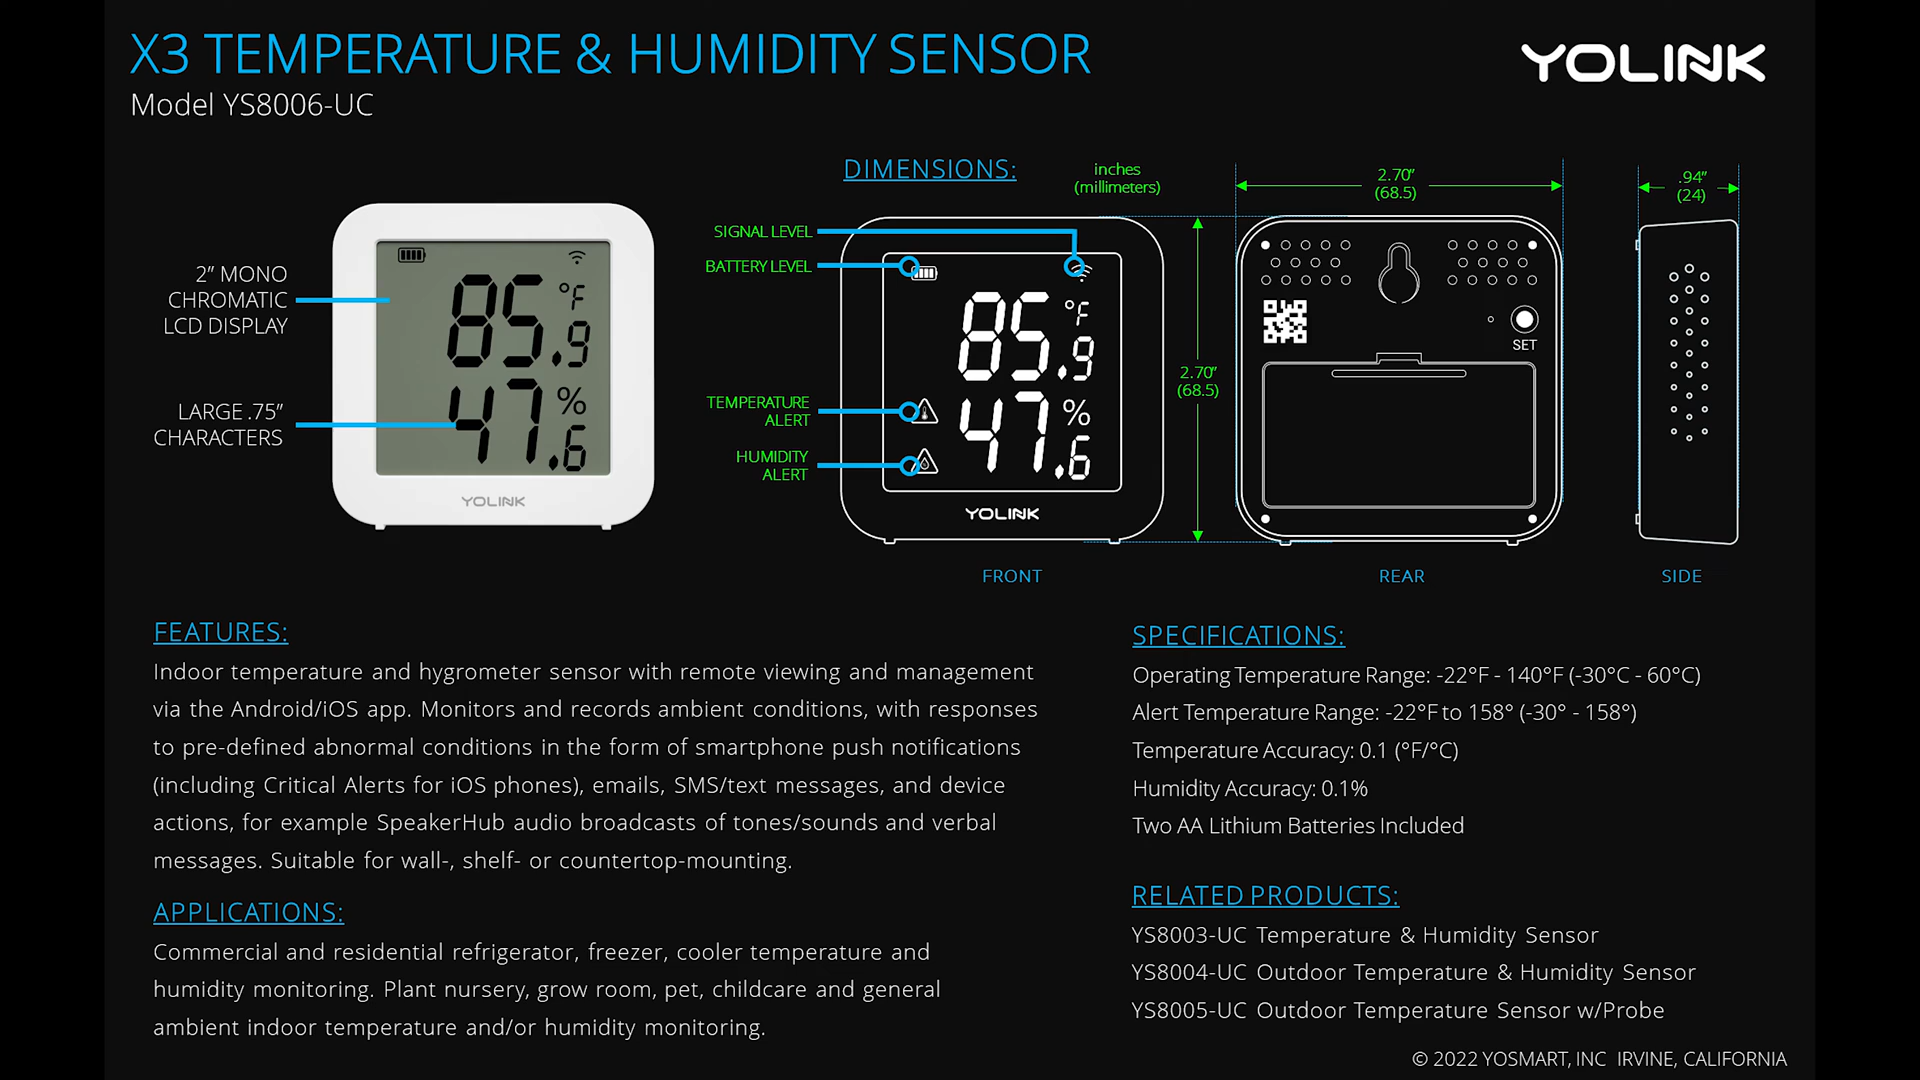 X3 TEMPERATURE & HUMIDITY SENSOR
Model YS8006-UC
YOLINK
2” MONO
CHROMATIC
LCD DISPLAY
LARGE .75”
CHARACTERS
85.9 °F
47.6 %
YOLINK
DIMENSIONS:
inches
(millimeters)
SIGNAL LEVEL
BATTERY LEVEL
TEMPERATURE
ALERT
HUMIDITY
ALERT
85.9 °F
47.6 %
YOLINK
2.70”
(68.5)
2.70”
(68.5)
SET
.94”
(24)
FRONT
REAR
SIDE
FEATURES:
Indoor temperature and hygrometer sensor with remote viewing and management
via the Android/iOS app. Monitors and records ambient conditions, with responses
to pre-defined abnormal conditions in the form of smartphone push notifications
(including Critical Alerts for iOS phones), emails, SMS/text messages, and device
actions, for example SpeakerHub audio broadcasts of tones/sounds and verbal
messages. Suitable for wall-, shelf- or countertop-mounting.
APPLICATIONS:
Commercial and residential refrigerator, freezer, cooler temperature and
humidity monitoring. Plant nursery, grow room, pet, childcare and general
ambient indoor temperature and/or humidity monitoring.
SPECIFICATIONS:
Operating Temperature Range: -22°F - 140°F (-30°C - 60°C)
Alert Temperature Range: -22°F to 158° (-30° - 158°)
Temperature Accuracy: 0.1 (°F/°C)
Humidity Accuracy: 0.1%
Two AA Lithium Batteries Included
RELATED PRODUCTS:
YS8003-UC Temperature & Humidity Sensor
YS8004-UC Outdoor Temperature & Humidity Sensor
YS8005-UC Outdoor Temperature Sensor w/Probe
© 2022 YOSMART, INC IRVINE, CALIFORNIA